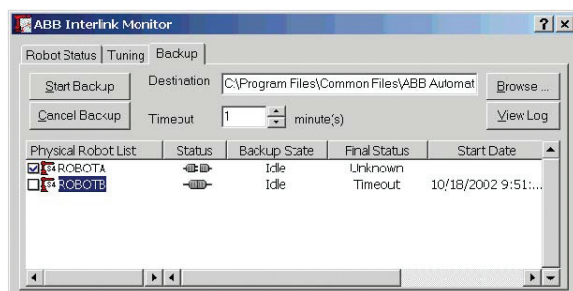 ABB Interlink Monitor
Robot Status Tuning Backup
Start Backup Destination C:\Program Files\Common Files\ABB Automat Browse ...
Cancel Backup Timeout 1 minute(s) View Log
Physical Robot List Status Backup State Final Status Start Date
S4 ROBOTA Idle Unknown
S4 ROBOTB Idle Timeout 10/18/2002 9:51:...